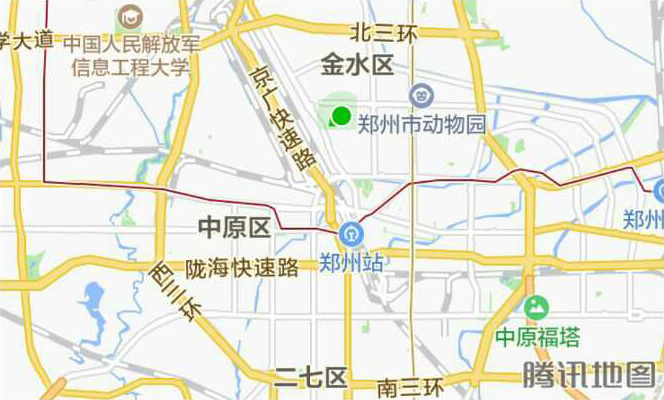 北三环
学大道
中国人民解放军
信息工程大学
金水区
京广快速路
郑州市动物园
中原区
郑州
郑州站
陇海快速路
西三环
中原福塔
二七区
南三环
腾讯地图